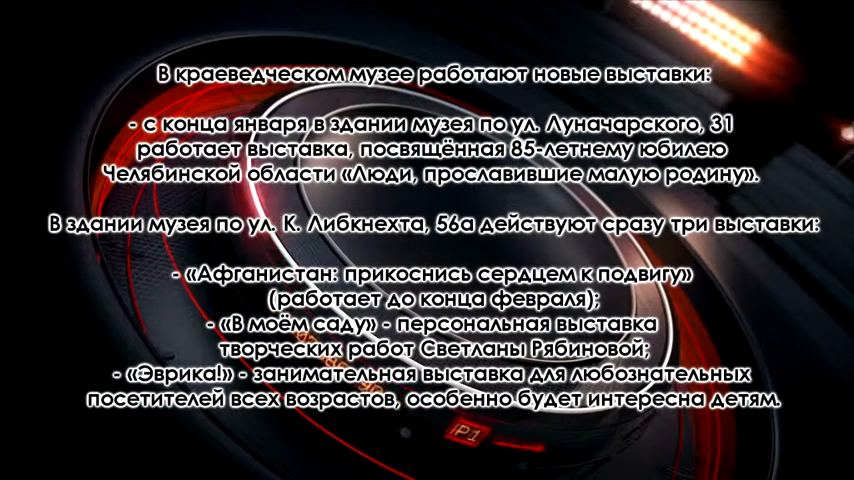 В краеведческом музее работают новые выставки:
- с конца января в здании музея по ул. Луначарского, 31
работает выставка, посвящённая 85-летнему юбилею
Челябинской области «Люди, прославившие малую родину».
В здании музея по ул. К. Либкнехта, 56а действуют сразу три выставки:
- «Афганистан: прикоснись сердцем к подвигу»
(работает до конца февраля);
- «В моём саду» - персональная выставка
творческих работ Светланы Рябиновой;
- «Эврика!» - занимательная выставка для любознательных
посетителей всех возрастов, особенно будет интересна детям.
P1